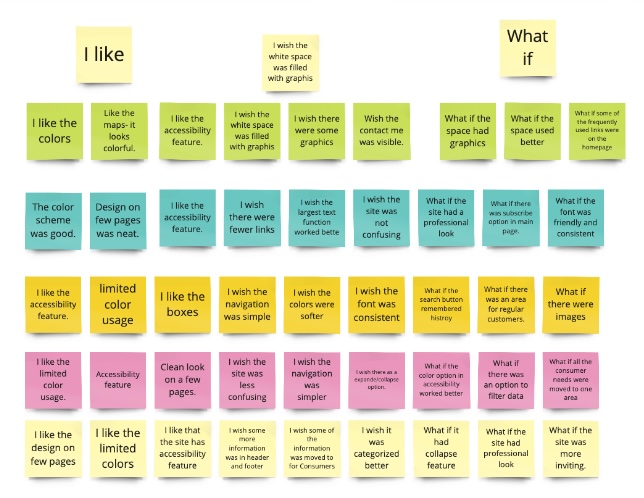 I like
I wish the
white space
was filled
with graphis
What
if
I like the
colors
Like the
maps- it
looks
colorful.
I like the
accessibility
feature.
I wish the
white space
was filled
with graphis
I wish there
were some
graphics
Wish the
contact me
was visible.
What if the
space had
graphics
What if the
space used
better
What if some of
the frequently
used links were
on the
homepage
The color
scheme
was good.
Design on
few pages
was neat.
I like the
accessibility
feature.
I wish
there were
fewer links
I wish the
largest text
function
worked bette
I wish the
site was
not
confusing
What if the
site had a
professional
look
What if there
was subscribe
option in main
page.
What if the
font was
friendly and
consistent
I like the
accessibility
feature.
limited
color
usage
I like the
boxes
I wish the
navigation
was simple
I wish the
colors were
softer
I wish the
font was
consistent
What if the
search button
remembered
histroy
What if there
was an area
for regular
customers.
What if
there were
images
I like the
limited
color
usage.
Accessibility
feature
Clean look
on a few
pages.
I wish the
site was
less
confusing
I wish the
navigation
was
simpler
I wish there as a
expande/collapse
option.
What if the
color option in
accessibility
worked better
What if
there was
an option to
filter data
What if all the
consumer
needs were
moved to one
area
I like the
design on
few pages
I like the
limited
colors
I like that
the site has
accessibility
feature
I wish some
more
information
was in header
and footer
I wish some of
the
information
was moved to
for Consumers
I wish it
was
categorized
better
What if it
had
collapse
feature
What if the
site had
professional
look
What if the
site was
more
inviting.